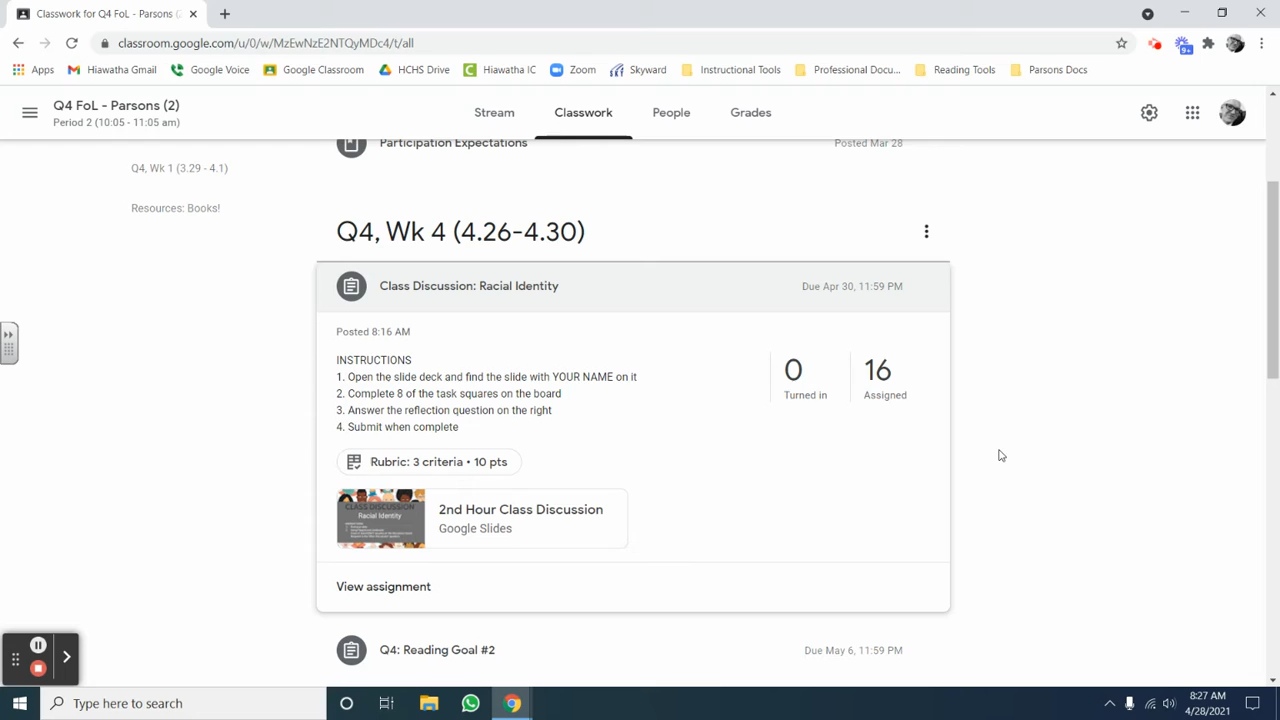 Classwork for Q4 FoL - Parsons (
classroom.google.com/u/0/w/MzEwNzE2NTQyMDc4/t/all
9+
Apps Hiawatha Gmail Google Voice Google Classroom HCHS Drive Hiawatha IC Zoom Skyward Instructional Tools Professional Docu... Reading Tools Parsons Docs
Q4 FoL - Parsons (2)
Period 2 (10:05 - 11:05 am)
Stream Classwork People Grades
Participation Expectations Posted Mar 28
Q4, Wk 1 (3.29 - 4.1)
Resources: Books!
Q4, Wk 4 (4.26-4.30)
Class Discussion: Racial Identity Due Apr 30, 11:59 PM
Posted 8:16 AM
INSTRUCTIONS
1. Open the slide deck and find the slide with YOUR NAME on it
2. Complete 8 of the task squares on the board
3. Answer the reflection question on the right
4. Submit when complete
0 16
Turned in Assigned
Rubric: 3 criteria • 10 pts
CLASS DISCUSSION
Racial Identity
2nd Hour Class Discussion
Google Slides
View assignment
Q4: Reading Goal #2 Due May 6, 11:59 PM
Type here to search
8:27 AM
4/28/2021